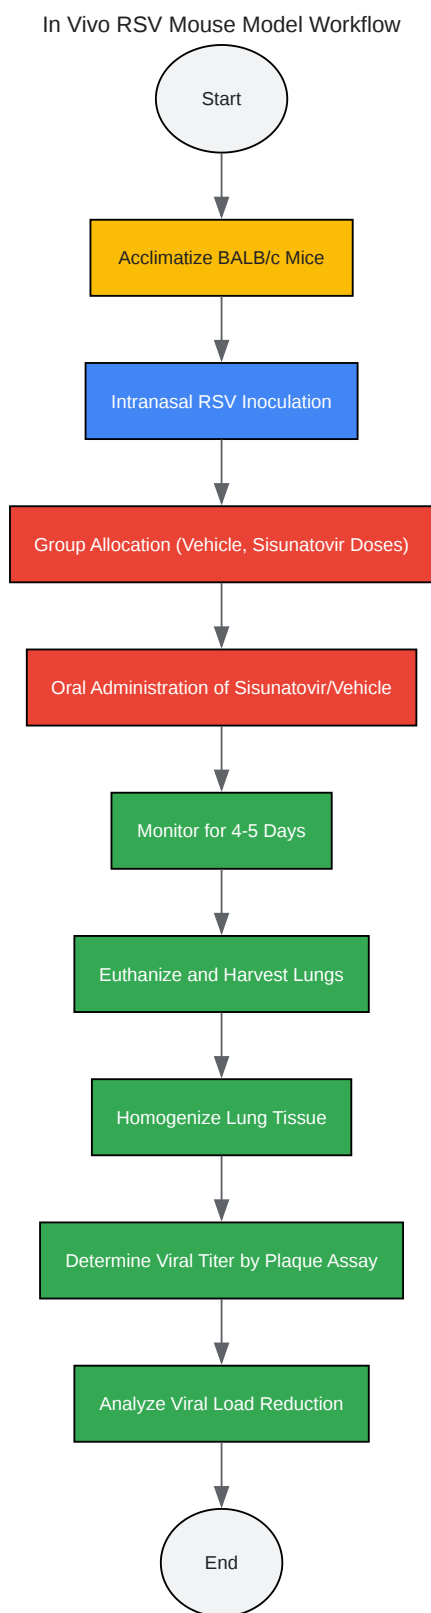 In Vivo RSV Mouse Model Workflow
Start
Acclimatize BALB/c Mice
Intranasal RSV Inoculation
Group Allocation (Vehicle, Sisunatovir Doses)
Oral Administration of Sisunatovir/Vehicle
Monitor for 4-5 Days
Euthanize and Harvest Lungs
Homogenize Lung Tissue
Determine Viral Titer by Plaque Assay
Analyze Viral Load Reduction
End